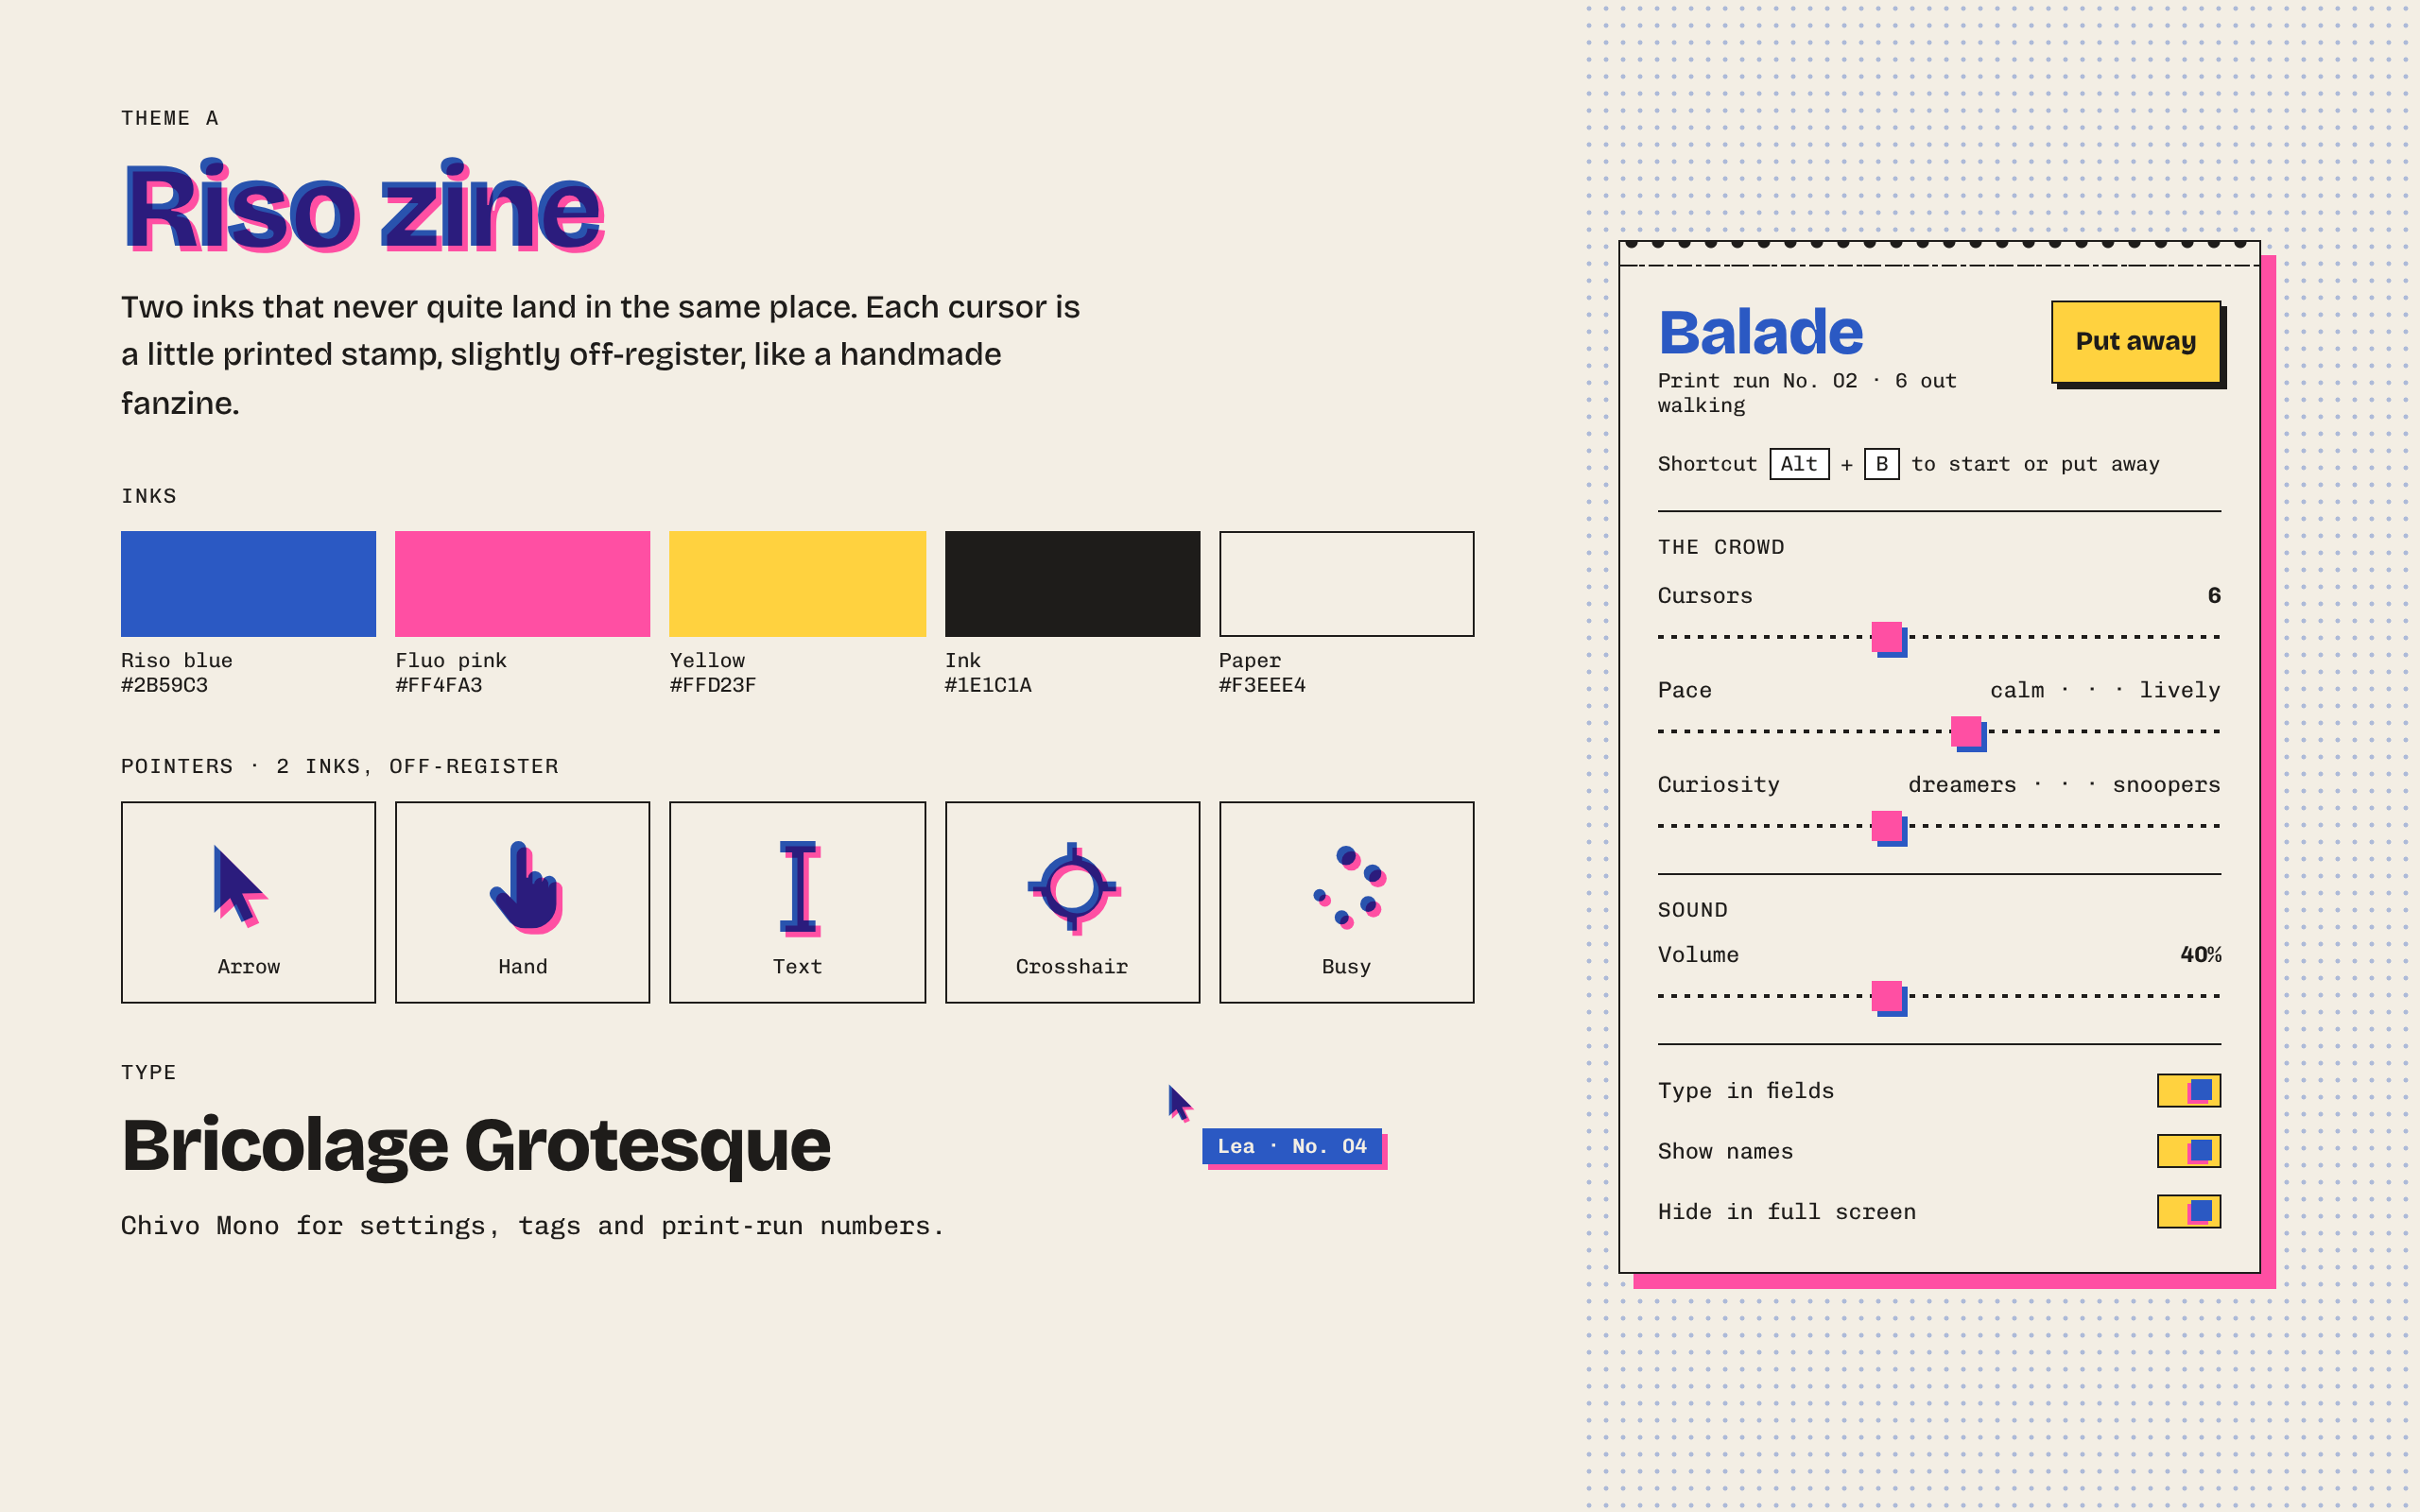 THEME A
Riso zine
Two inks that never quite land in the same place. Each cursor is
a little printed stamp, slightly off-register, like a handmade
fanzine.
INKS
Riso blue
#2B59C3
Fluo pink
#FF4FA3
Yellow
#FFD23F
Ink
#1E1C1A
Paper
#F3EEE4
POINTERS · 2 INKS, OFF-REGISTER
Arrow
Hand
Text
Crosshair
Busy
TYPE
Bricolage Grotesque
Lea · No. 04
Chivo Mono for settings, tags and print-run numbers.
Balade
Put away
Print run No. 02 · 6 out
walking
Shortcut Alt + B to start or put away
THE CROWD
Cursors 6
Pace calm · · · lively
Curiosity dreamers · · · snoopers
SOUND
Volume 40%
Type in fields
Show names
Hide in full screen